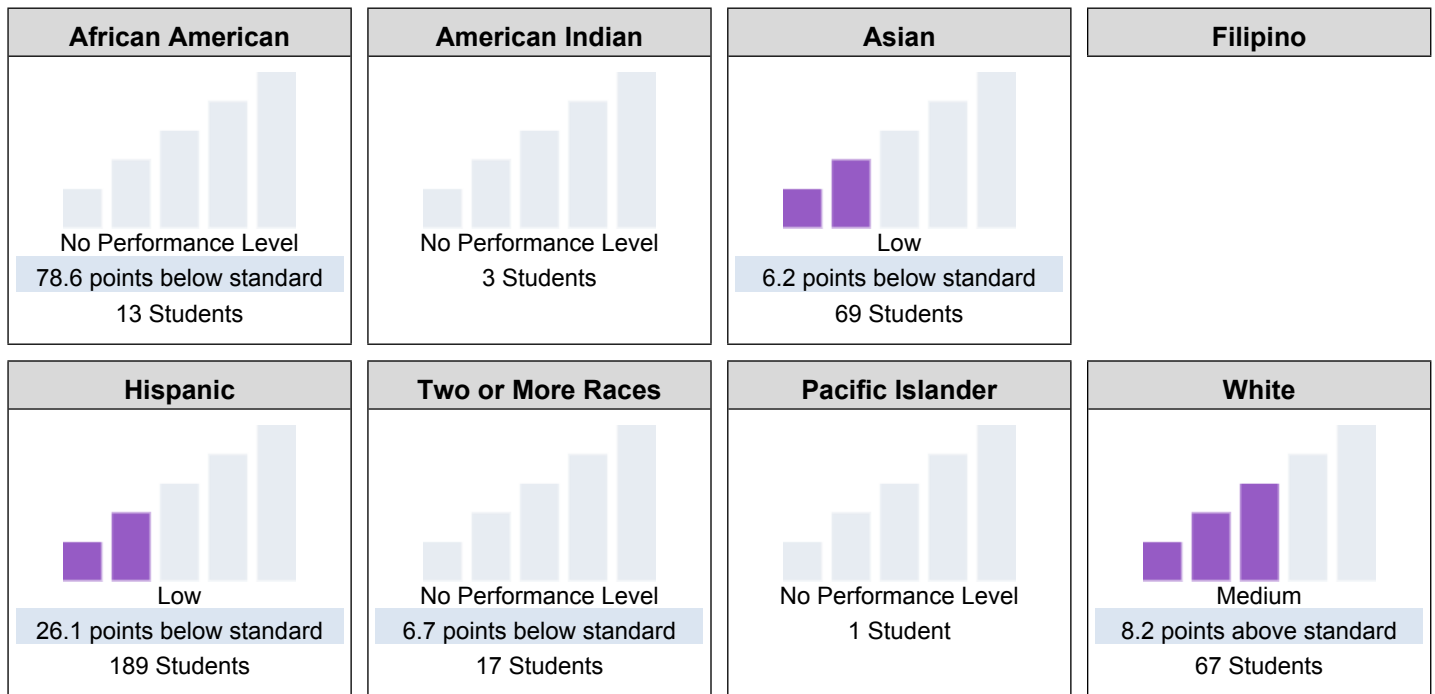 African American
No Performance Level
78.6 points below standard
13 Students
American Indian
No Performance Level
3 Students
Asian
Low
6.2 points below standard
69 Students
Filipino
Hispanic
Low
26.1 points below standard
189 Students
Two or More Races
No Performance Level
6.7 points below standard
17 Students
Pacific Islander
No Performance Level
1 Student
White
Medium
8.2 points above standard
67 Students